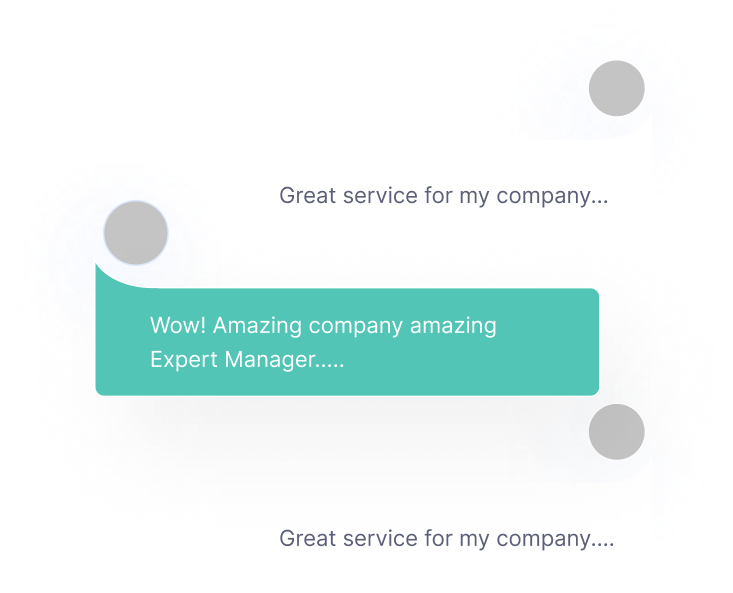 Great service for my company...
Wow! Amazing company amazing
Expert Manager.....
Great service for my company....